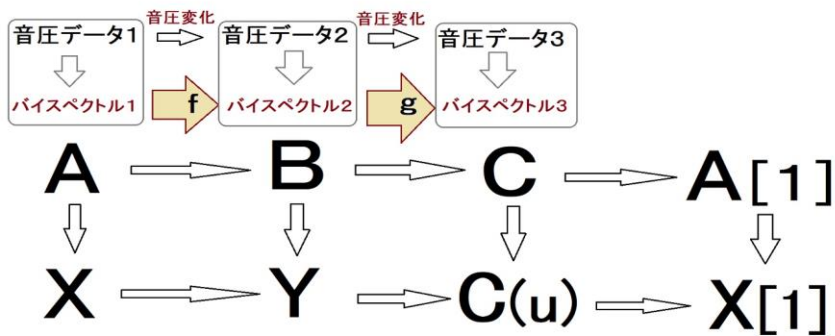 音圧変化 音圧変化
音圧データ1 音圧データ2 音圧データ3
バイスペクトル1 f バイスペクトル2 g バイスペクトル3
A B C A[1]
X Y C(u) X[1]